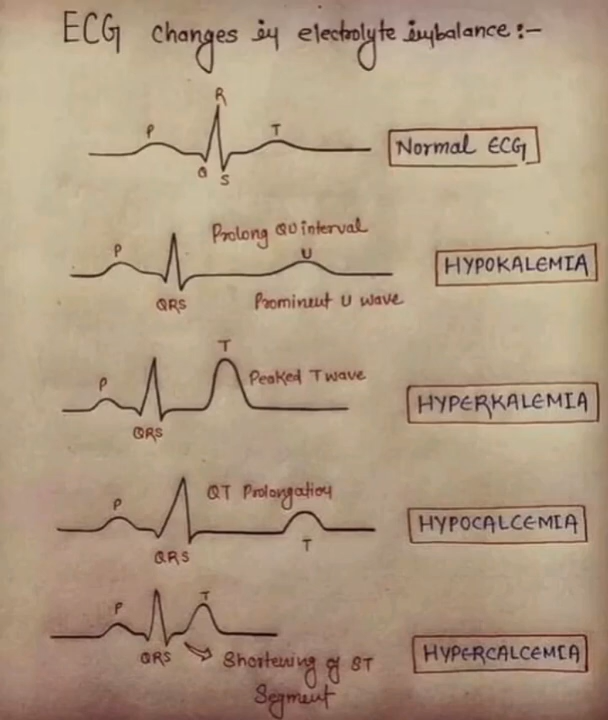 ECG changes in electrolyte imbalance :-
R
P
T
Q
S
Normal ECG
Prolong QU interval
P
U
HYPOKALEMIA
QRS
Prominent U wave
T
P
Peaked T wave
HYPERKALEMIA
QRS
QT Prolongation
P
HYPOCALCEMIA
T
QRS
P
T
HYPERCALCEMIA
QRS
Shortening of ST
Segment